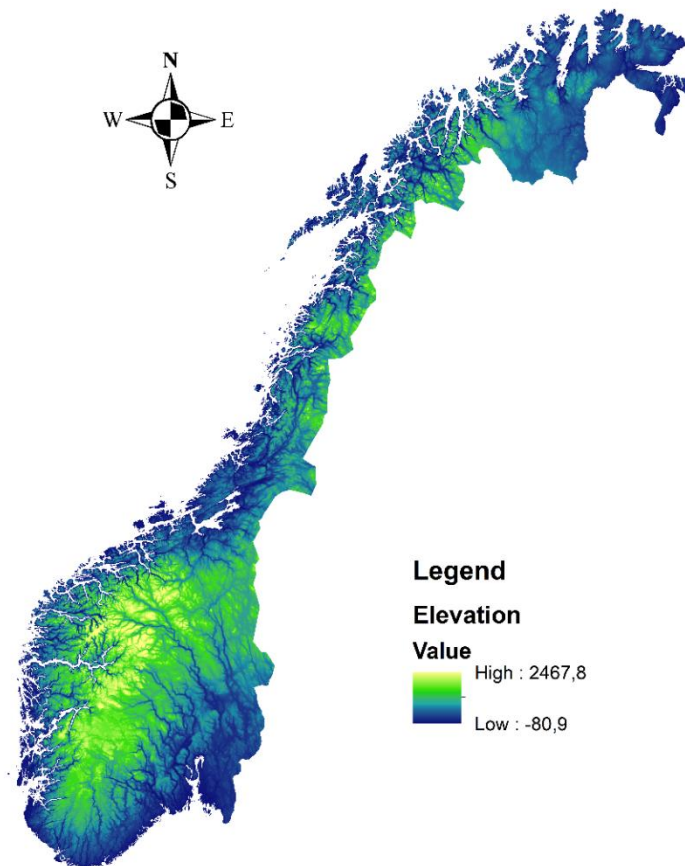 N
W E
S
Legend
Elevation
Value
High : 2467,8
Low : -80,9